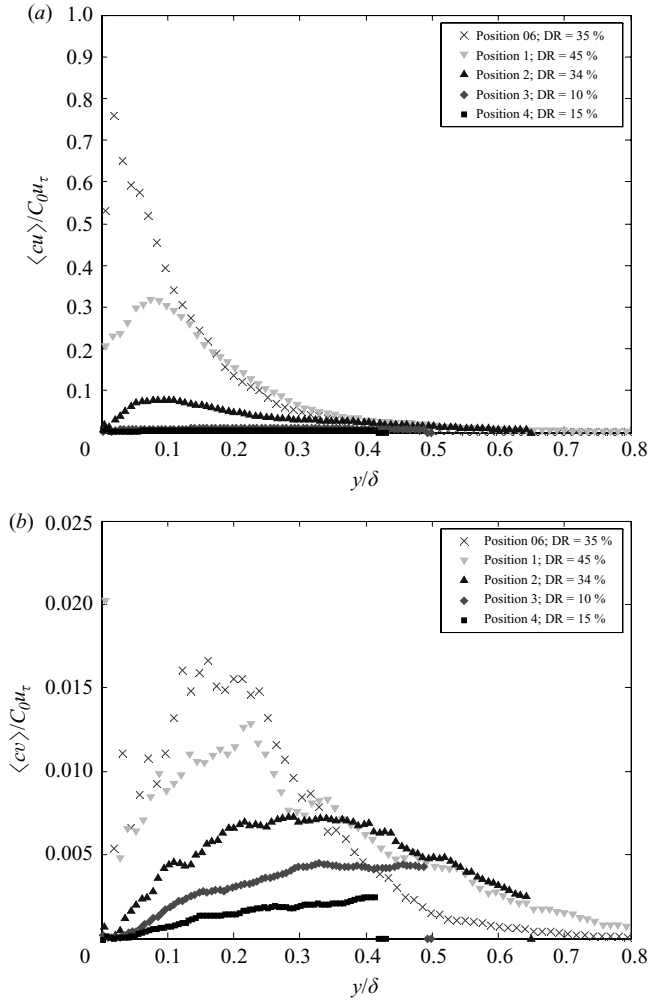 (a)
1.0
0.9
0.8
0.7
0.6
0.5
0.4
0.3
0.2
0.1
0
0.1
0.2
0.3
0.4
0.5
0.6
0.7
0.8
⟨cu⟩/C₀u_τ
y/δ
Position 06; DR = 35 %
Position 1; DR = 45 %
Position 2; DR = 34 %
Position 3; DR = 10 %
Position 4; DR = 15 %
(b)
0.025
0.020
0.015
0.010
0.005
0
0.1
0.2
0.3
0.4
0.5
0.6
0.7
0.8
⟨cv⟩/C₀u_τ
y/δ
Position 06; DR = 35 %
Position 1; DR = 45 %
Position 2; DR = 34 %
Position 3; DR = 10 %
Position 4; DR = 15 %